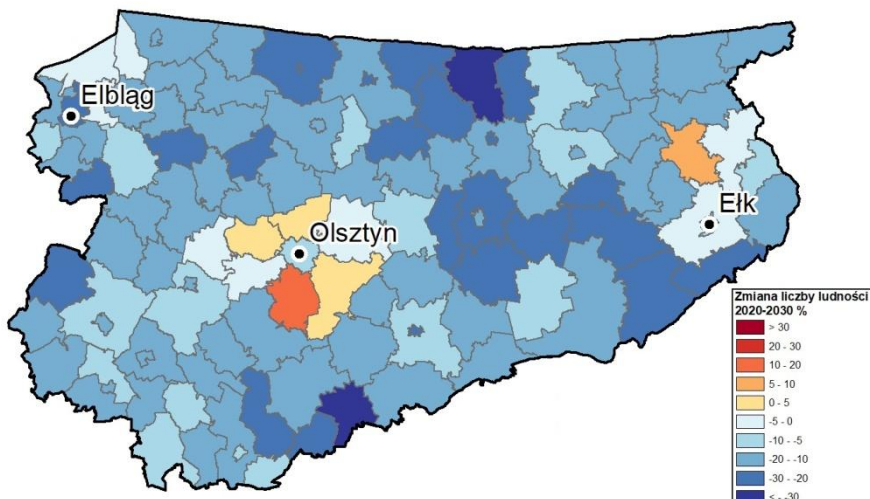 Elbląg
Ełk
Olsztyn
Zmiana liczby ludności
2020-2030 %
> 30
20 - 30
10 - 20
5 - 10
0 - 5
-5 - 0
-10 - -5
-20 - -10
-30 - -20
< - -30